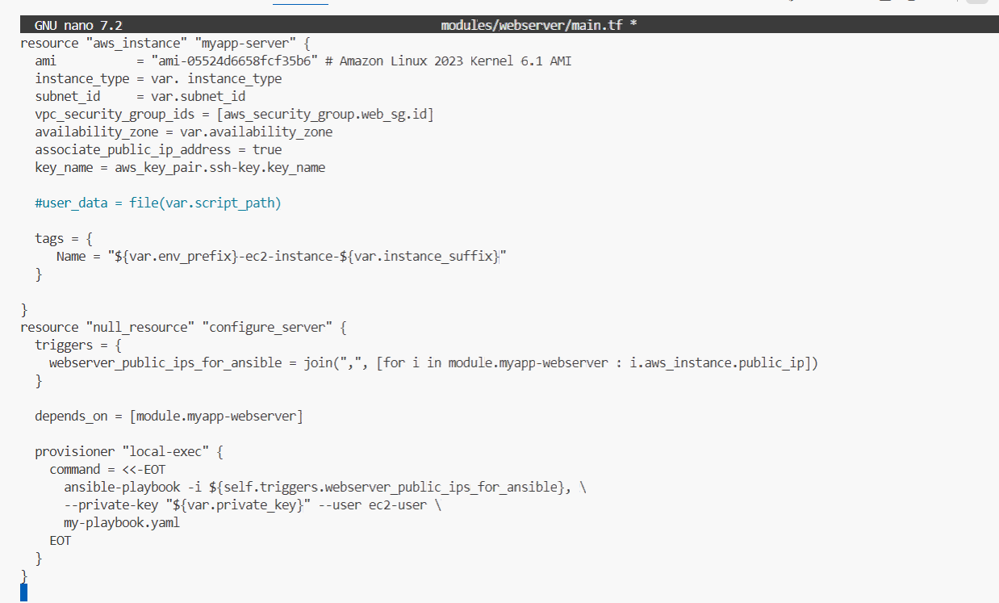 GNU nano 7.2 modules/webserver/main.tf *
resource "aws_instance" "myapp-server" {
  ami           = "ami-05524d6658fcf35b6" # Amazon Linux 2023 Kernel 6.1 AMI
  instance_type = var. instance_type
  subnet_id     = var.subnet_id
  vpc_security_group_ids = [aws_security_group.web_sg.id]
  availability_zone = var.availability_zone
  associate_public_ip_address = true
  key_name = aws_key_pair.ssh-key.key_name
  #user_data = file(var.script_path)
  tags = {
     Name = "${var.env_prefix}-ec2-instance-${var.instance_suffix}"
  }
}
resource "null_resource" "configure_server" {
  triggers = {
    webserver_public_ips_for_ansible = join(",", [for i in module.myapp-webserver : i.aws_instance.public_ip])
  }
  depends_on = [module.myapp-webserver]
  provisioner "local-exec" {
    command = <<-EOT
      ansible-playbook -i ${self.triggers.webserver_public_ips_for_ansible}, \
      --private-key "${var.private_key}" --user ec2-user \
      my-playbook.yaml
    EOT
  }
}